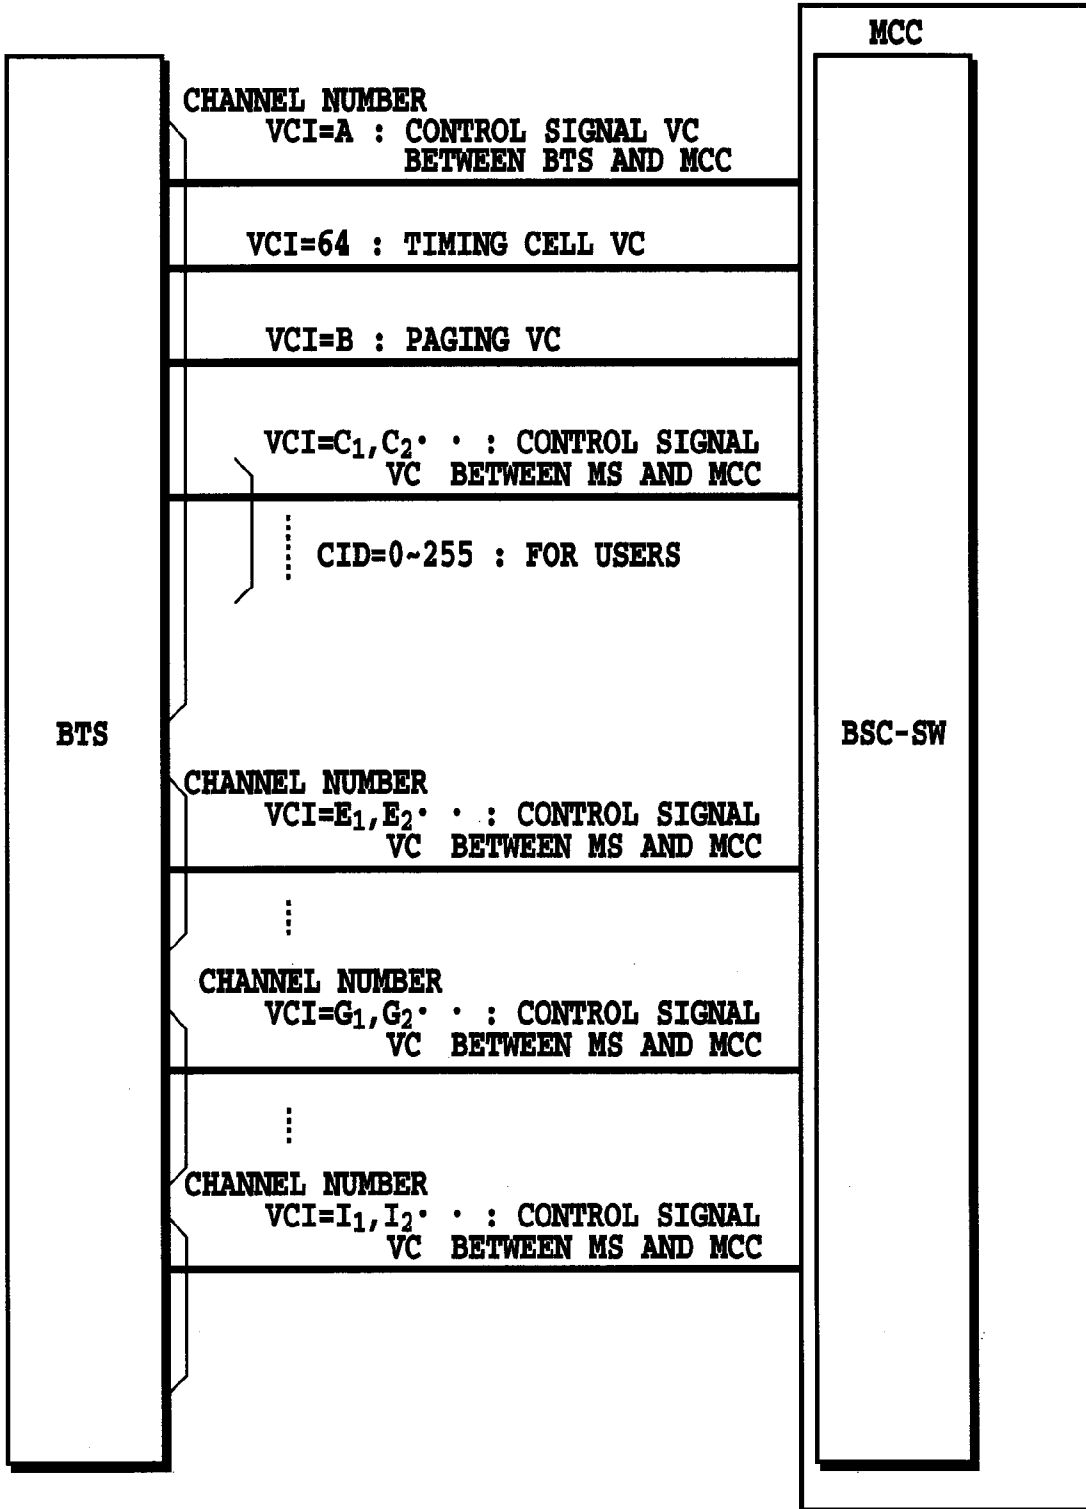 MCC
CHANNEL NUMBER
VCI=A : CONTROL SIGNAL VC
BETWEEN BTS AND MCC
VCI=64 : TIMING CELL VC
VCI=B : PAGING VC
VCI=C₁,C₂· · : CONTROL SIGNAL
VC BETWEEN MS AND MCC
CID=0~255 : FOR USERS
BTS
BSC-SW
CHANNEL NUMBER
VCI=E₁,E₂· · : CONTROL SIGNAL
VC BETWEEN MS AND MCC
CHANNEL NUMBER
VCI=G₁,G₂· · : CONTROL SIGNAL
VC BETWEEN MS AND MCC
CHANNEL NUMBER
VCI=I₁,I₂· · : CONTROL SIGNAL
VC BETWEEN MS AND MCC